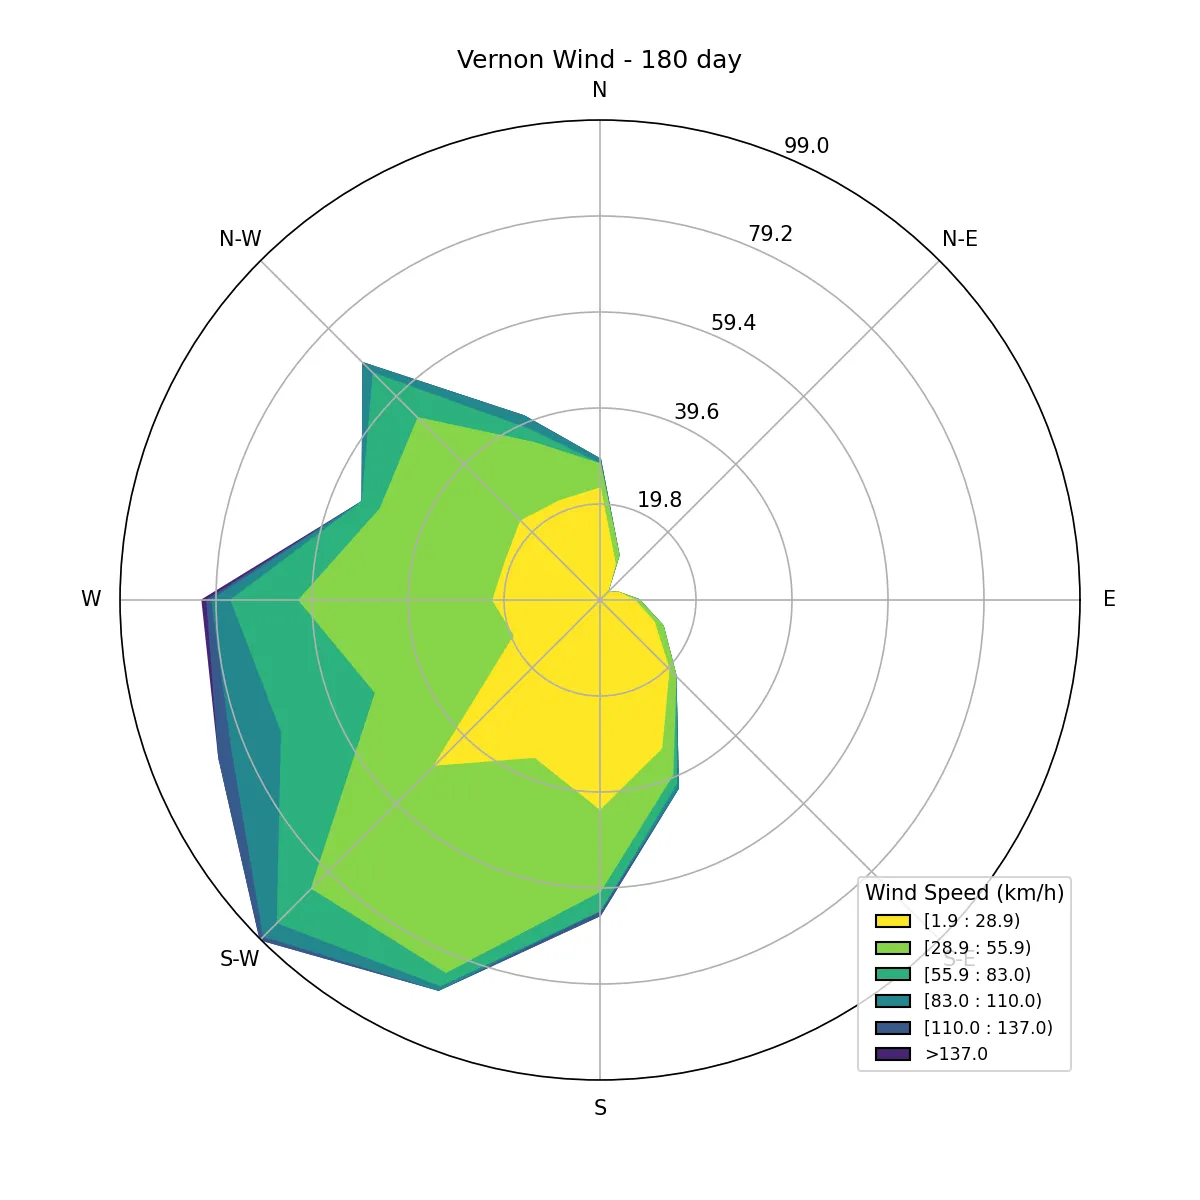 Vernon Wind - 180 day
N
99.0
79.2
N-W
N-E
59.4
39.6
19.8
W
E
Wind Speed (km/h)
[1.9 : 28.9)
[28.9 : 55.9)
S-W
S-E
[55.9 : 83.0)
[83.0 : 110.0)
[110.0 : 137.0)
>137.0
S